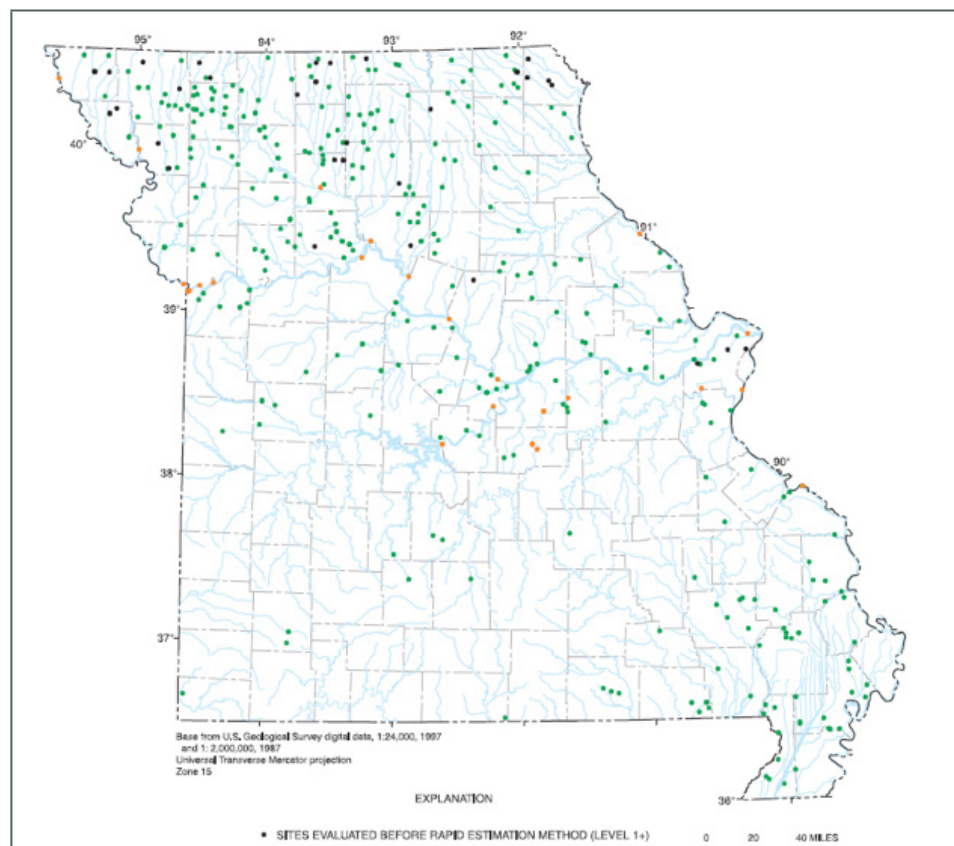 95°
94°
93°
92°
40°
91°
39°
38°
90°
37°
Base from U.S. Geological Survey digital data, 1:24,000, 1997
and 1: 2,000,000, 1987
Universal Transverse Mercator projection
Zone 15
36°
EXPLANATION
SITES EVALUATED BEFORE RAPID ESTIMATION METHOD (LEVEL 1+)
0 20 40 MILES